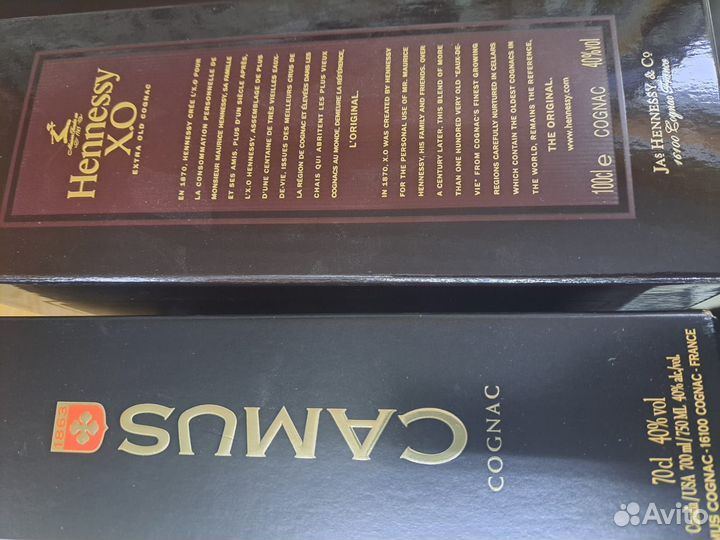 Hennessy
X.O
EXTRA OLD COGNAC
EN 1870, HENNESSY CRÉE L'X.O POUR
LA CONSOMMATION PERSONNELLE DE
MONSIEUR MAURICE HENNESSY, SA FAMILLE
ET SES AMIS. PLUS D'UN SIÈCLE APRÈS,
L'X.O HENNESSY, ASSEMBLAGE DE PLUS
D'UNE CENTAINE DE TRÈS VIEILLES EAUX-
DE-VIE, ISSUES DES MEILLEURS CRUS DE
LA RÉGION DE COGNAC ET ÉLEVÉES DANS LES
CHAIS QUI ABRITENT LES PLUS VIEUX
COGNACS AU MONDE, DEMEURE LA RÉFÉRENCE,
L'ORIGINAL.
IN 1870, X.O WAS CREATED BY HENNESSY
FOR THE PERSONAL USE OF MR. MAURICE
HENNESSY, HIS FAMILY AND FRIENDS. OVER
A CENTURY LATER, THIS BLEND OF MORE
THAN ONE HUNDRED VERY OLD "EAUX-DE-
VIE" FROM COGNAC'S FINEST GROWING
REGIONS CAREFULLY NURTURED IN CELLARS
WHICH CONTAIN THE OLDEST COGNACS IN
THE WORLD, REMAINS THE REFERENCE,
THE ORIGINAL.
www.hennessy.com
100cl e COGNAC 40% vol
JAs HENNESSY & Co
16100 Cognac France
1863
CAMUS
COGNAC
70cl 40% vol
/USA 700 ml / 750 ML 40% alc/vol.
COGNAC - 16100 COGNAC - FRANCE
Avito